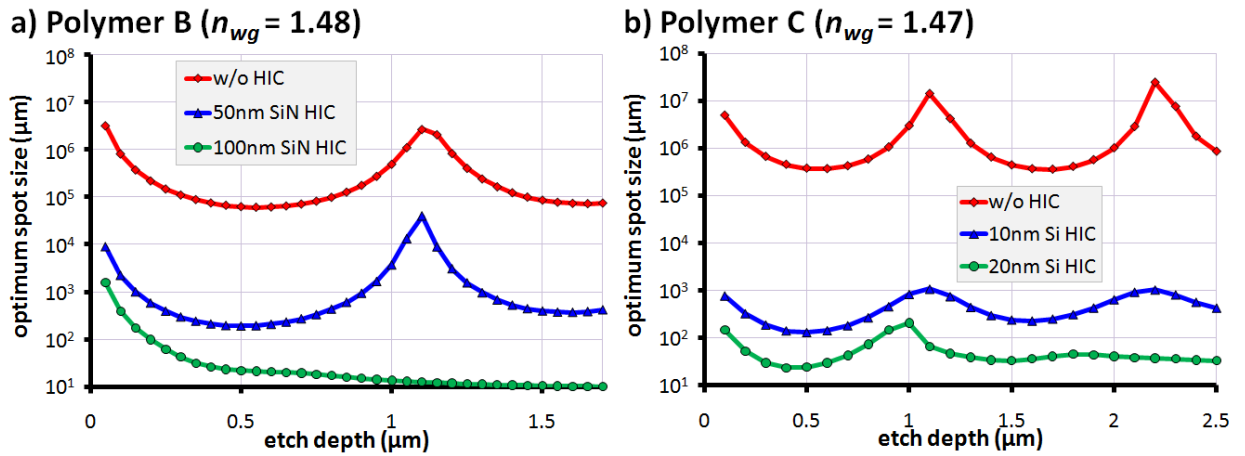 a) Polymer B (n_wg = 1.48)
optimum spot size (µm)
10⁸
10⁷
10⁶
10⁵
10⁴
10³
10²
10¹
w/o HIC
50nm SiN HIC
100nm SiN HIC
0
0.5
1
1.5
etch depth (µm)
b) Polymer C (n_wg = 1.47)
optimum spot size (µm)
10⁸
10⁷
10⁶
10⁵
10⁴
10³
10²
10¹
w/o HIC
10nm Si HIC
20nm Si HIC
0
0.5
1
1.5
2
2.5
etch depth (µm)